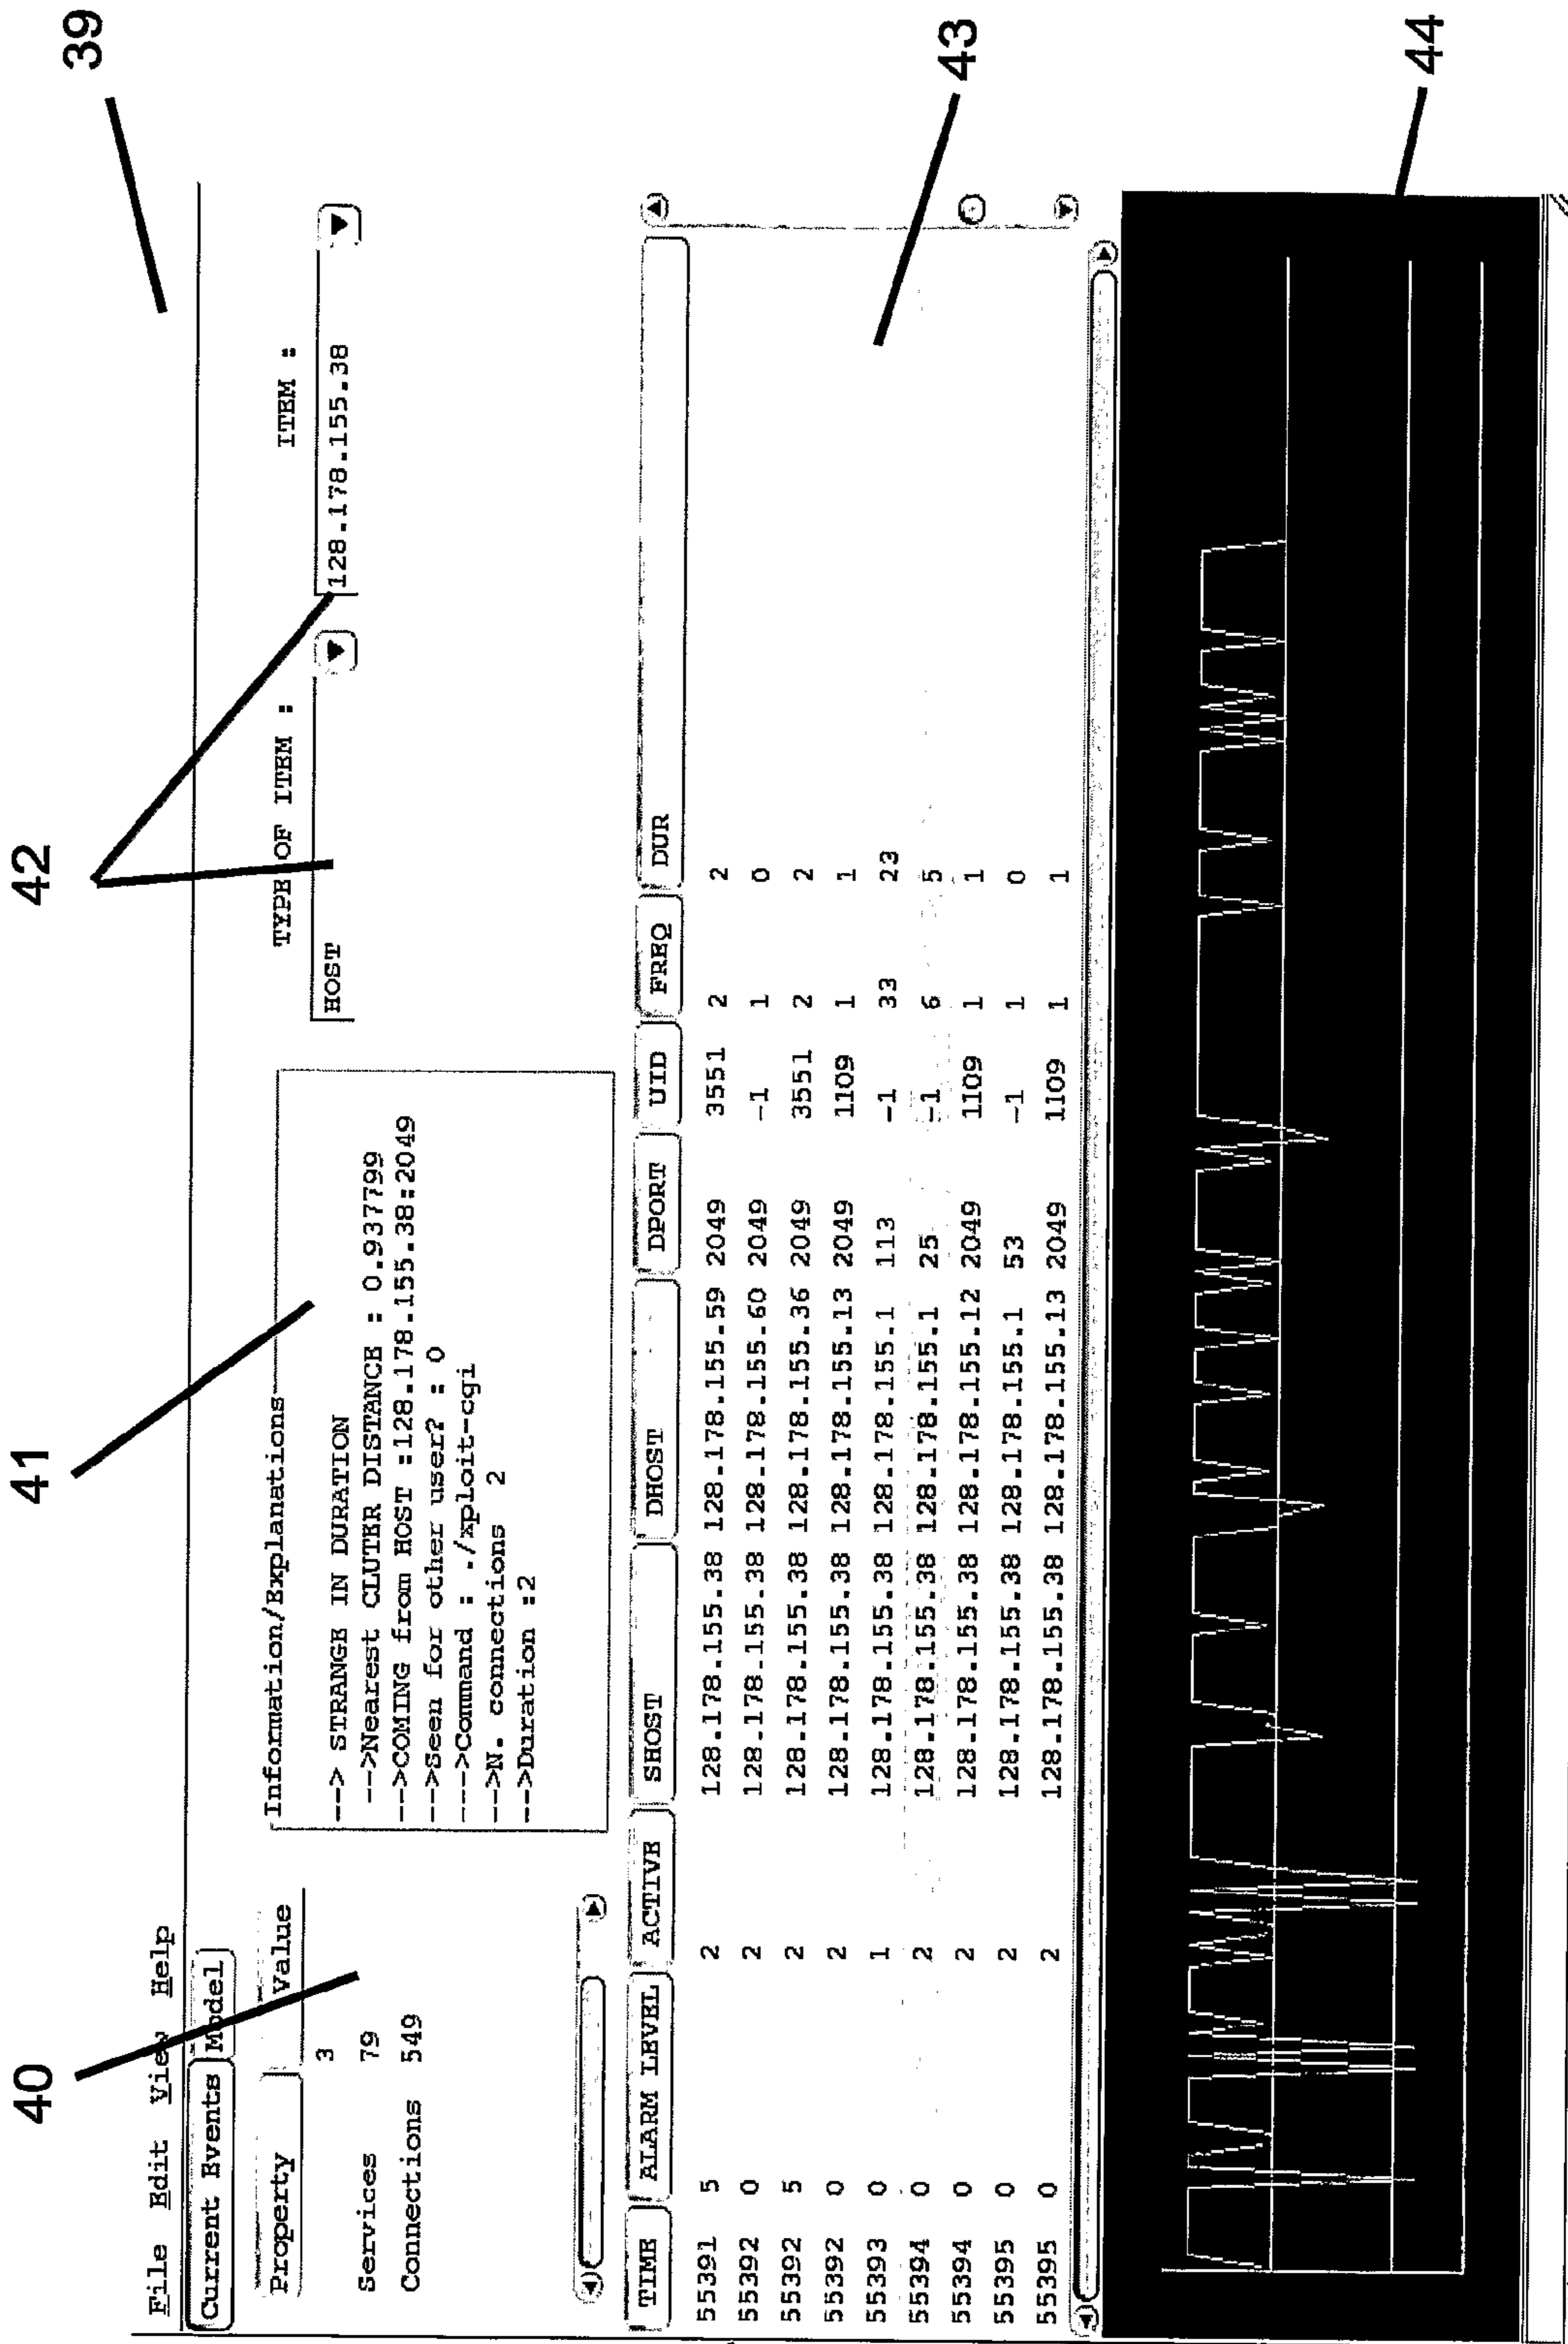 39
40
41
42
43
44
File Edit View Help
Current Events Model
Property Value
3
Services 79
Connections 549
Information/Explanations
--> STRANGE IN DURATION
-->Nearest CLUTER DISTANCE : 0.937799
-->COMING from HOST :128.178.155.38:2049
-->Seen for other user? : 0
--->Command : ./xploit-cgi
-->N. connections 2
-->Duration :2
TYPE OF ITEM : ITEM :
HOST 128.178.155.38
TIME ALARM LEVEL ACTIVE SHOST DHOST DPORT UID FREQ DUR
55391 5 2 128.178.155.38 128.178.155.59 2049 3551 2 2
55392 0 2 128.178.155.38 128.178.155.60 2049 -1 1 0
55392 5 2 128.178.155.38 128.178.155.36 2049 3551 2 2
55392 0 2 128.178.155.38 128.178.155.13 2049 1109 1 1
55393 0 1 128.178.155.38 128.178.155.1 113 -1 33 23
55394 0 2 128.178.155.38 128.178.155.1 25 -1 6 5
55394 0 2 128.178.155.38 128.178.155.12 2049 1109 1 1
55395 0 2 128.178.155.38 128.178.155.1 53 -1 1 0
55395 0 2 128.178.155.38 128.178.155.13 2049 1109 1 1